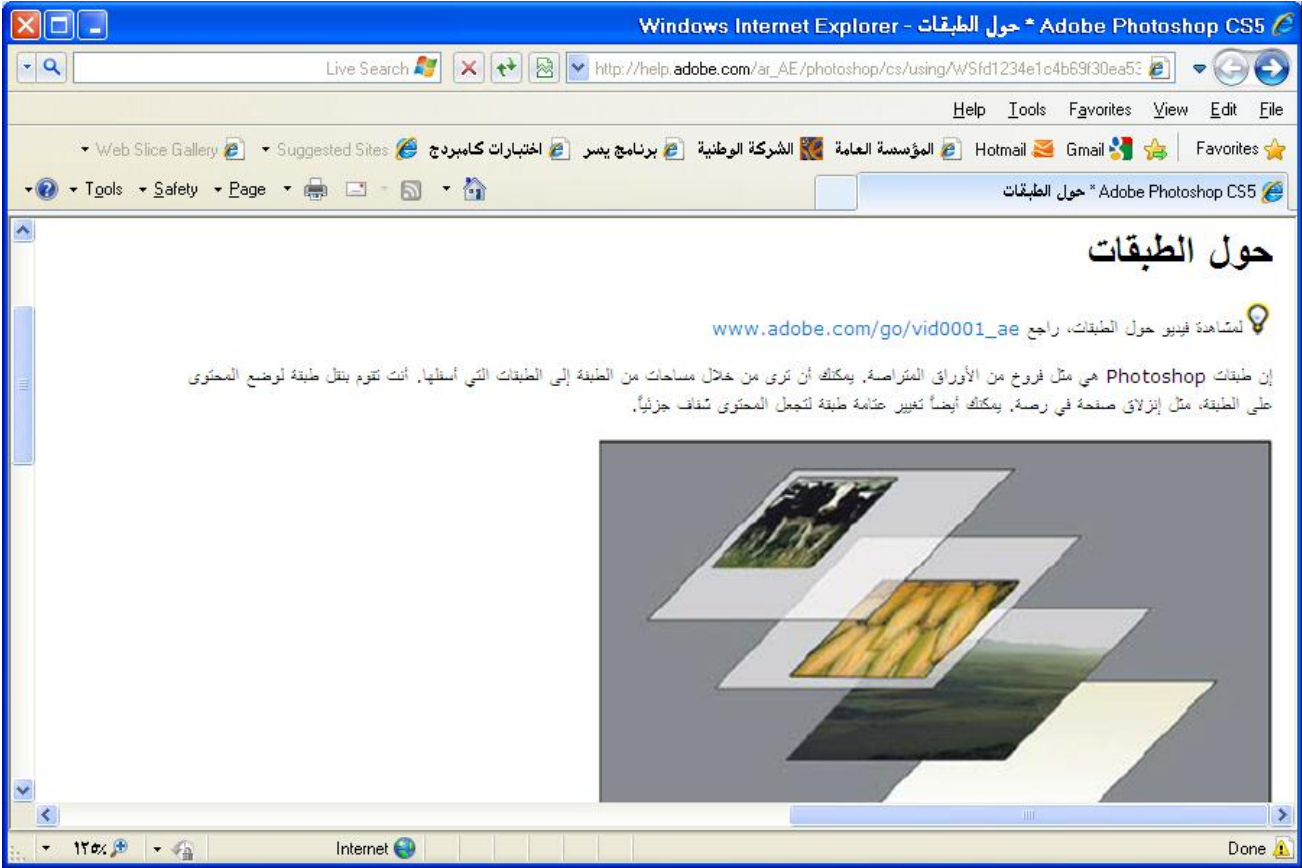 Adobe Photoshop CS5 * حول الطبقات - Windows Internet Explorer
http://help.adobe.com/ar_AE/photoshop/cs/using/WSfd1234e1c4b69f30ea53 Live Search
File Edit View Favorites Tools Help
Favorites Gmail Hotmail المؤسسة العامة الشركة الوطنية برنامج يسر اختبارات كامبردج Suggested Sites Web Slice Gallery
Adobe Photoshop CS5 * حول الطبقات Page Safety Tools
حول الطبقات
لمشاهدة فيديو حول الطبقات، راجع www.adobe.com/go/vid0001_ae
إن طبقات Photoshop هي مثل فروخ من الأوراق المتراصة. يمكنك أن ترى من خلال مساحات من الطبقة إلى الطبقات التي أسفلها. أنت تقوم بنقل طبقة لوضع المحتوى
على الطبقة، مثل إنزلاق صفحة في رصة. يمكنك أيضاً تغيير عتامة طبقة لتجعل المحتوى شفاف جزئياً.
Done Internet ١٢٥٪